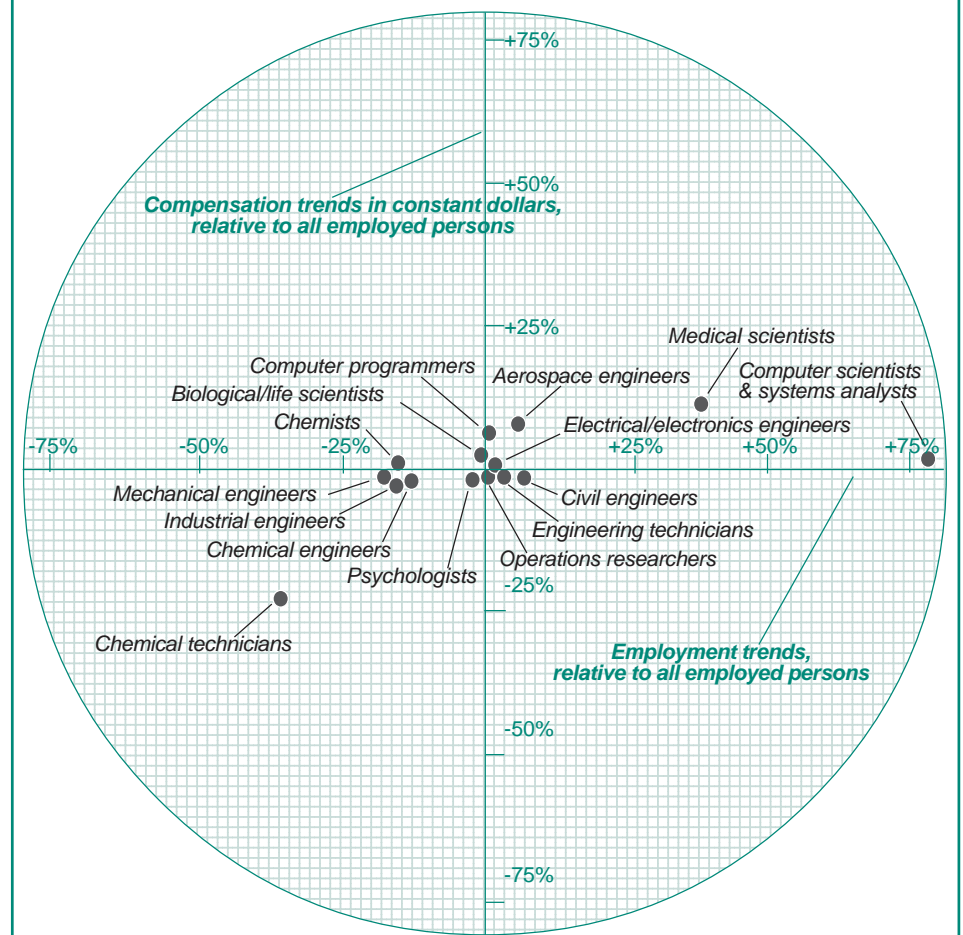 +75%
+50%
Compensation trends in constant dollars,
relative to all employed persons
+25%
Medical scientists
Computer programmers
Aerospace engineers
Computer scientists
& systems analysts
Biological/life scientists
Chemists
Electrical/electronics engineers
-75%
-50%
-25%
+25%
+50%
+75%
Mechanical engineers
Civil engineers
Industrial engineers
Engineering technicians
Chemical engineers
Operations researchers
Psychologists
-25%
Chemical technicians
Employment trends,
relative to all employed persons
-50%
-75%